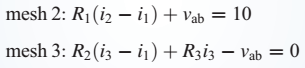 mesh 2: R₁(i₂ − i₁) + v_ab = 10
mesh 3: R₂(i₃ − i₁) + R₃i₃ − v_ab = 0